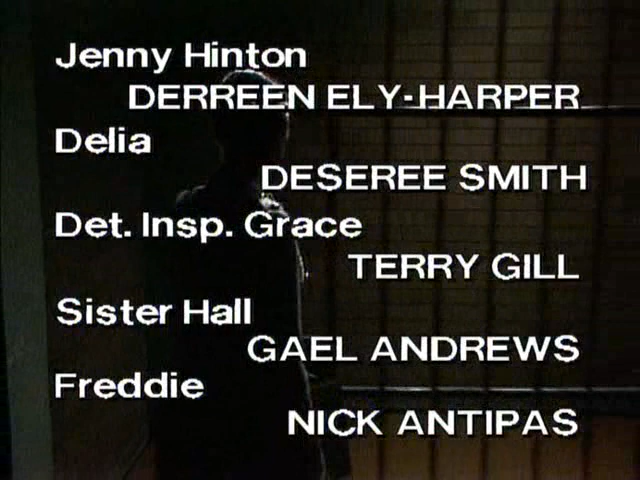 Jenny Hinton
DERREEN ELY-HARPER
Delia
DESEREE SMITH
Det. Insp. Grace
TERRY GILL
Sister Hall
GAEL ANDREWS
Freddie
NICK ANTIPAS